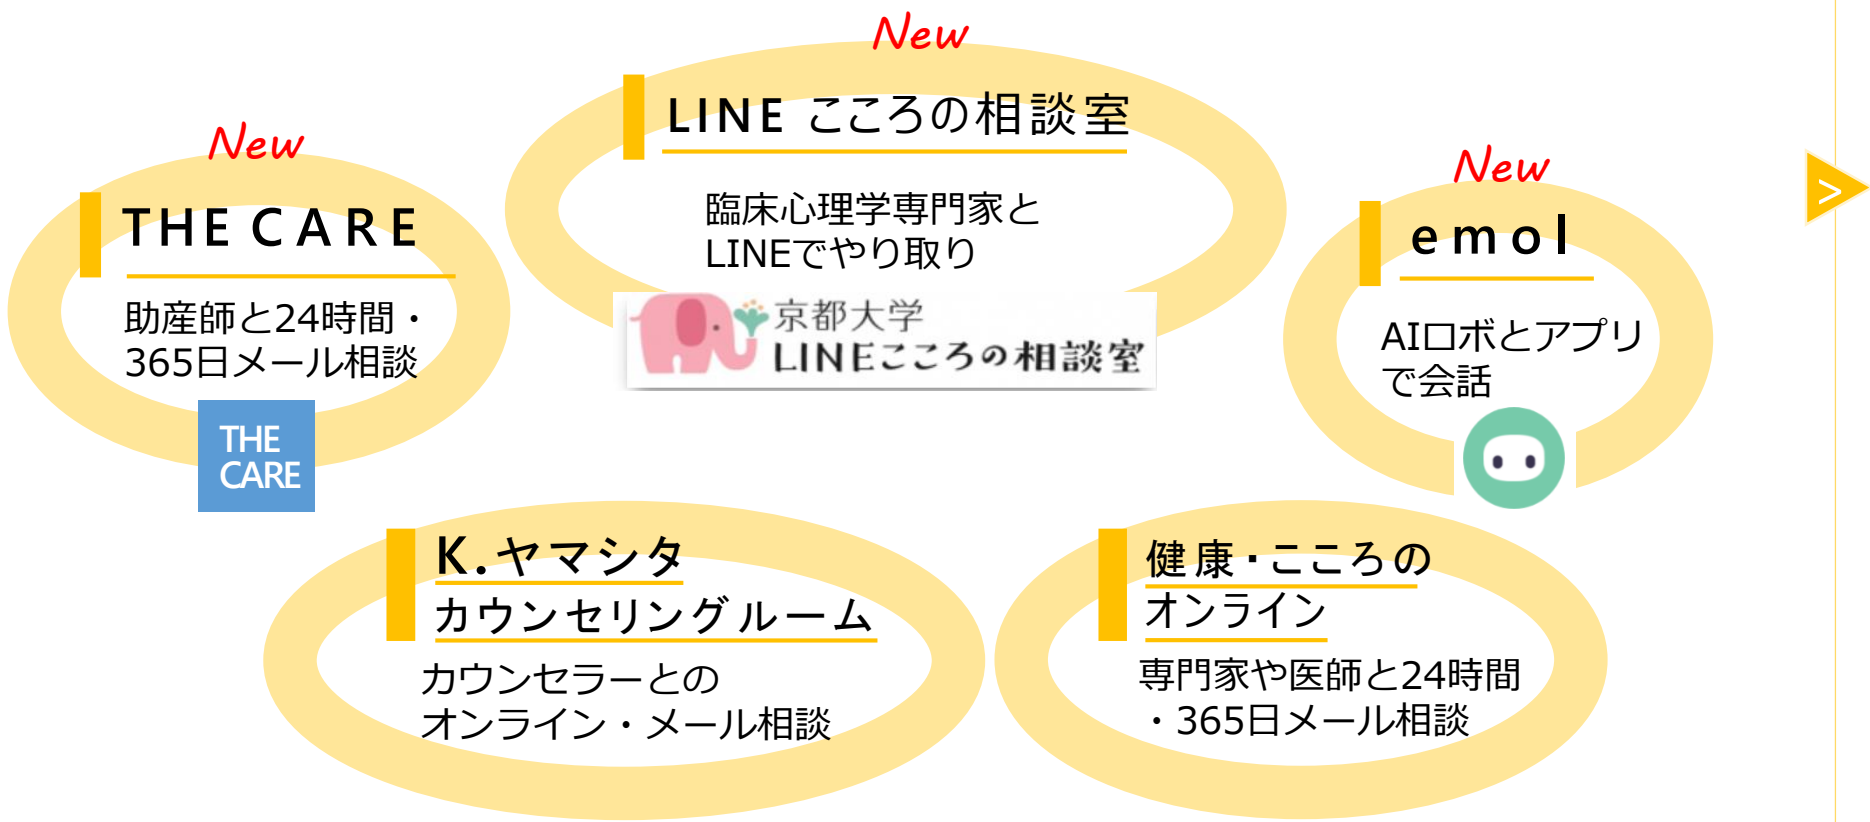 New
THE CARE
助産師と24時間・
365日メール相談
THE
CARE
New
LINE こころの相談室
臨床心理学専門家と
LINEでやり取り
京都大学
LINEこころの相談室
New
emol
AIロボとアプリ
で会話
>
K.ヤマシタ
カウンセリングルーム
カウンセラーとの
オンライン・メール相談
健康・こころの
オンライン
専門家や医師と24時間
・365日メール相談